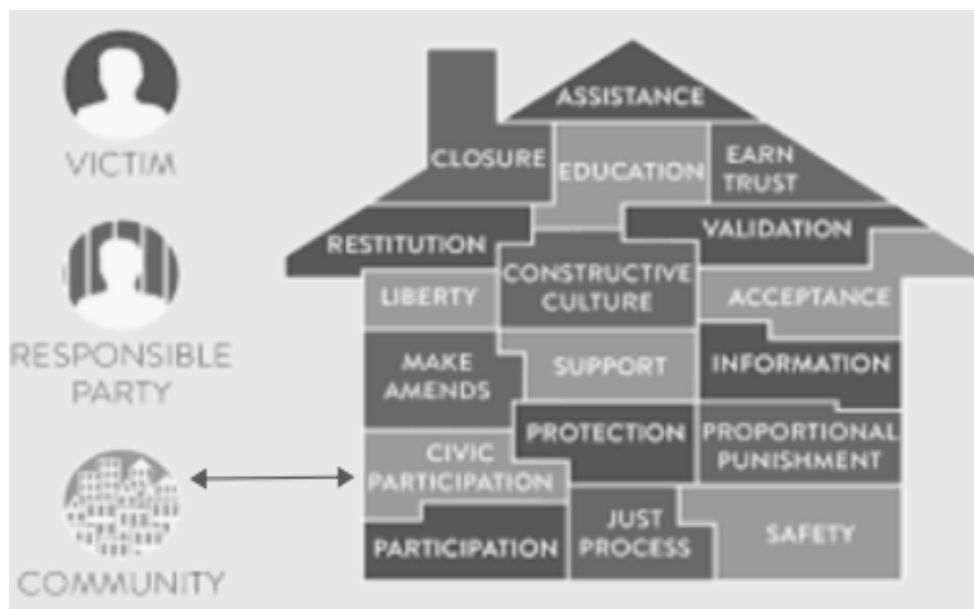 VICTIM
RESPONSIBLE
PARTY
COMMUNITY
ASSISTANCE
CLOSURE
EDUCATION
EARN
TRUST
RESTITUTION
VALIDATION
LIBERTY
CONSTRUCTIVE
CULTURE
ACCEPTANCE
MAKE
AMENDS
SUPPORT
INFORMATION
CIVIC
PARTICIPATION
PROTECTION
PROPORTIONAL
PUNISHMENT
PARTICIPATION
JUST
PROCESS
SAFETY